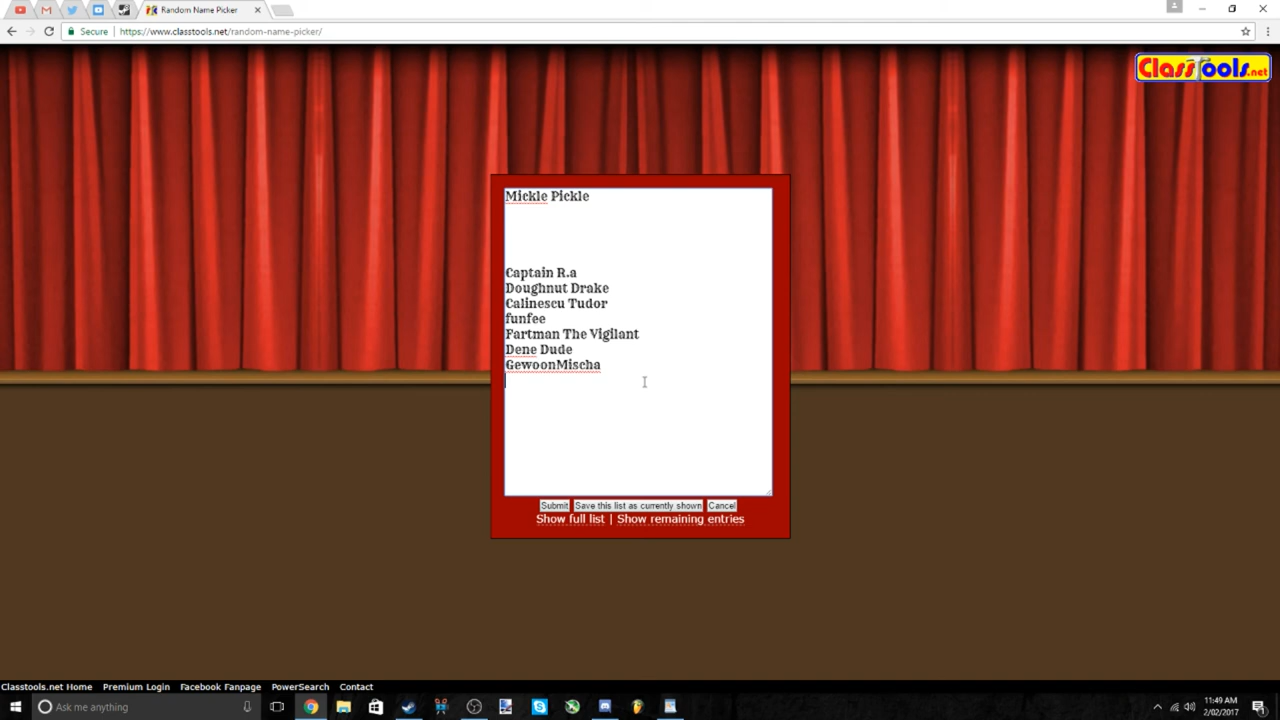 Random Name Picker
Secure
https://www.classtools.net/random-name-picker/
ClassTools.net
Mickle Pickle
Captain R.a
Doughnut Drake
Calinescu Tudor
funfee
Fartman The Vigilant
Dene Dude
GewoonMischa
Submit Save this list as currently shown Cancel
Show full list | Show remaining entries
Classtools.net Home Premium Login Facebook Fanpage PowerSearch Contact
Ask me anything
11:49 AM
2/02/2017